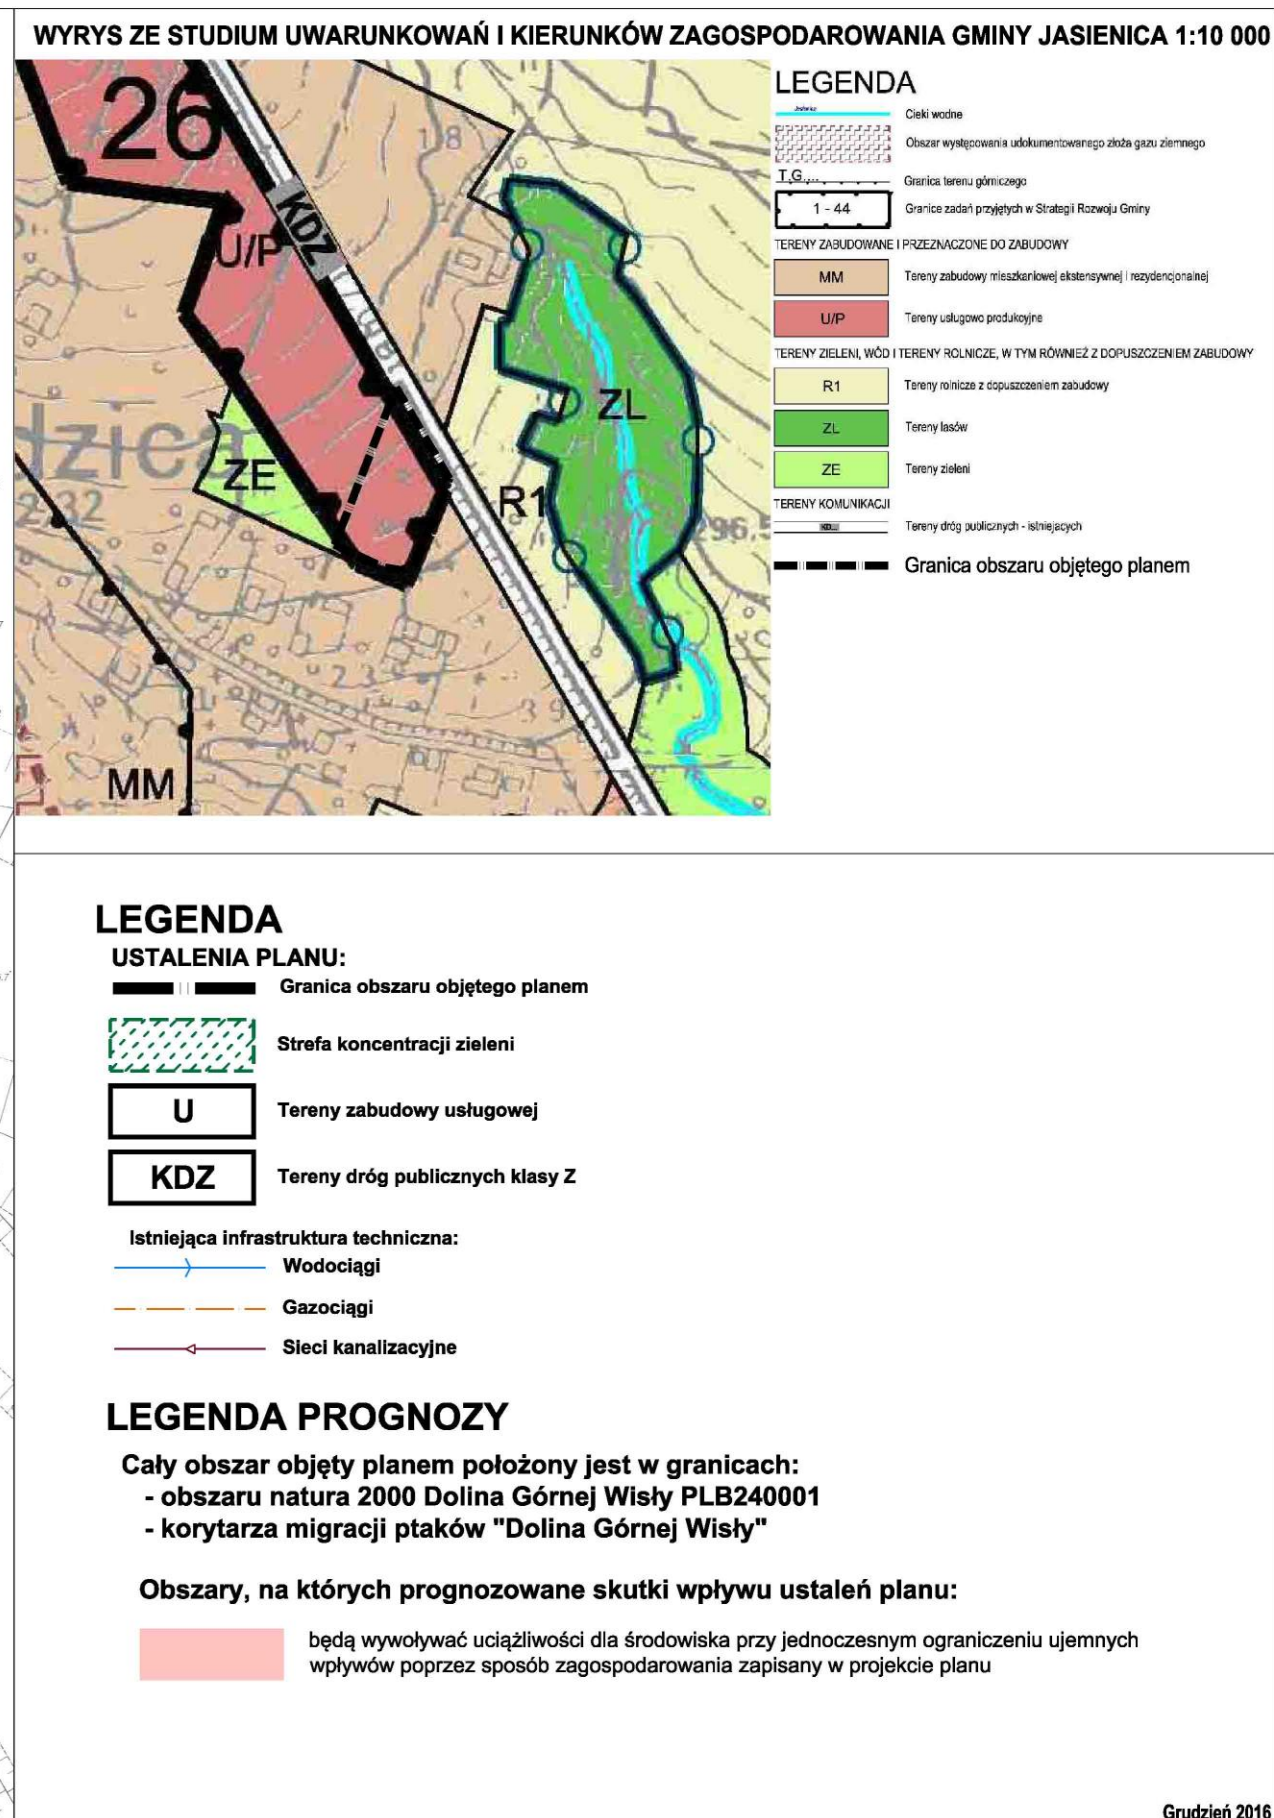 WYRYS ZE STUDIUM UWARUNKOWAŃ I KIERUNKÓW ZAGOSPODAROWANIA GMINY JASIENICA 1:10 000
26
18
KDZ
U/P
ZL
ZE
232
R1
296,5
23
39
MM
LEGENDA
Cieki wodne
Obszar występowania udokumentowanego złoża gazu ziemnego
T.G....
Granica terenu górniczego
1 - 44
Granice zadań przyjętych w Strategii Rozwoju Gminy
TERENY ZABUDOWANE I PRZEZNACZONE DO ZABUDOWY
MM
Tereny zabudowy mieszkaniowej ekstensywnej i rezydencjonalnej
U/P
Tereny usługowo produkcyjne
TERENY ZIELENI, WÓD I TERENY ROLNICZE, W TYM RÓWNIEŻ Z DOPUSZCZENIEM ZABUDOWY
R1
Tereny rolnicze z dopuszczeniem zabudowy
ZL
Tereny lasów
ZE
Tereny zieleni
TERENY KOMUNIKACJI
Tereny dróg publicznych - istniejacych
Granica obszaru objętego planem
LEGENDA
USTALENIA PLANU:
Granica obszaru objętego planem
Strefa koncentracji zieleni
U
Tereny zabudowy usługowej
KDZ
Tereny dróg publicznych klasy Z
Istniejąca infrastruktura techniczna:
Wodociągi
Gazociągi
Sieci kanalizacyjne
LEGENDA PROGNOZY
Cały obszar objęty planem położony jest w granicach:
- obszaru natura 2000 Dolina Górnej Wisły PLB240001
- korytarza migracji ptaków "Dolina Górnej Wisły"
Obszary, na których prognozowane skutki wpływu ustaleń planu:
będą wywoływać uciążliwości dla środowiska przy jednoczesnym ograniczeniu ujemnych
wpływów poprzez sposób zagospodarowania zapisany w projekcie planu
Grudzień 2016